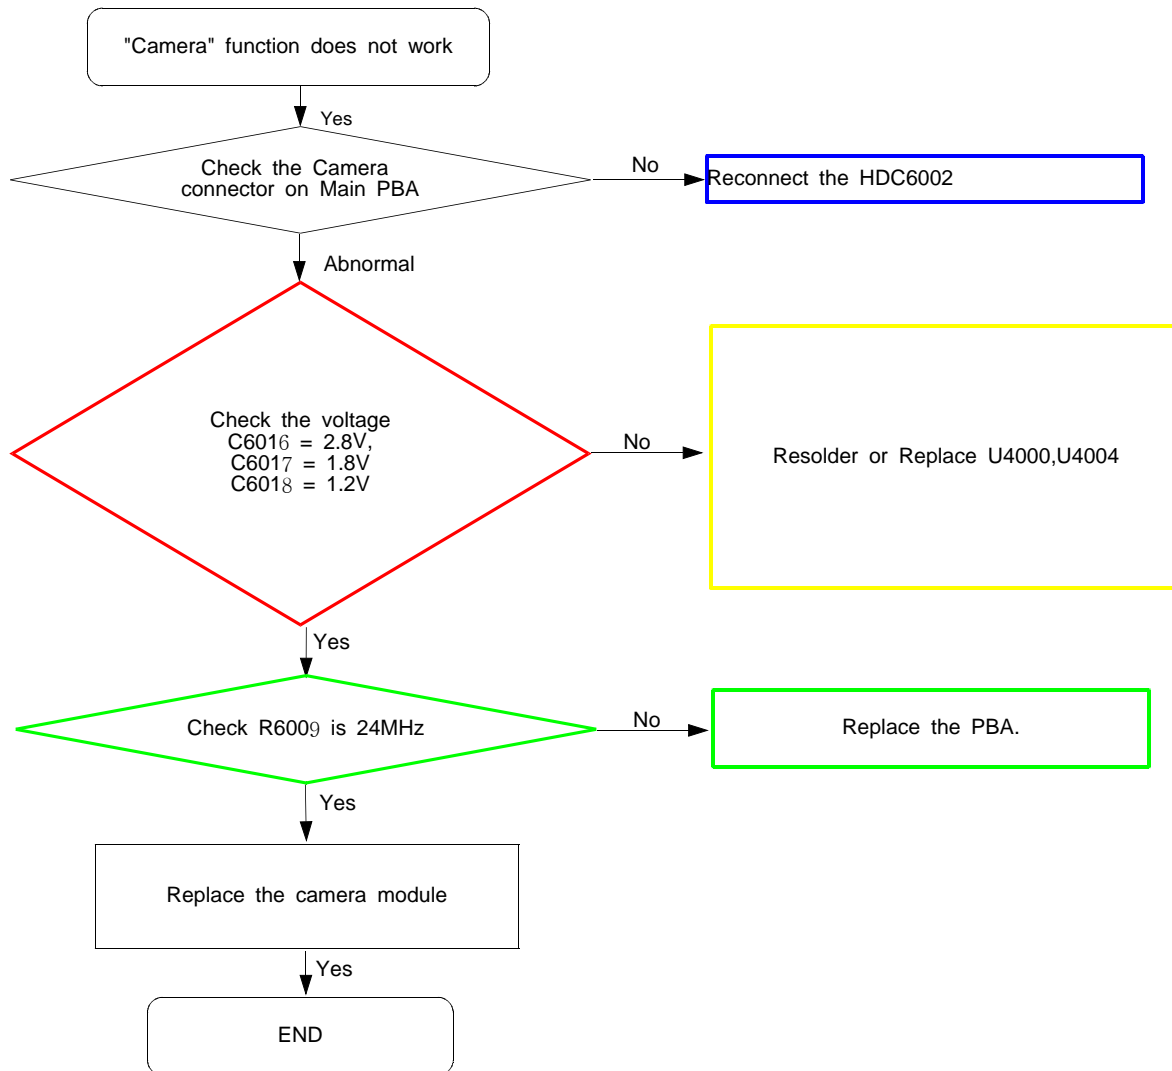 "Camera" function does not work
Yes
Check the Camera
connector on Main PBA
No
Reconnect the HDC6002
Abnormal
Check the voltage
C6016 = 2.8V,
C6017 = 1.8V
C6018 = 1.2V
No
Resolder or Replace U4000,U4004
Yes
Check R6009 is 24MHz
No
Replace the PBA.
Yes
Replace the camera module
Yes
END